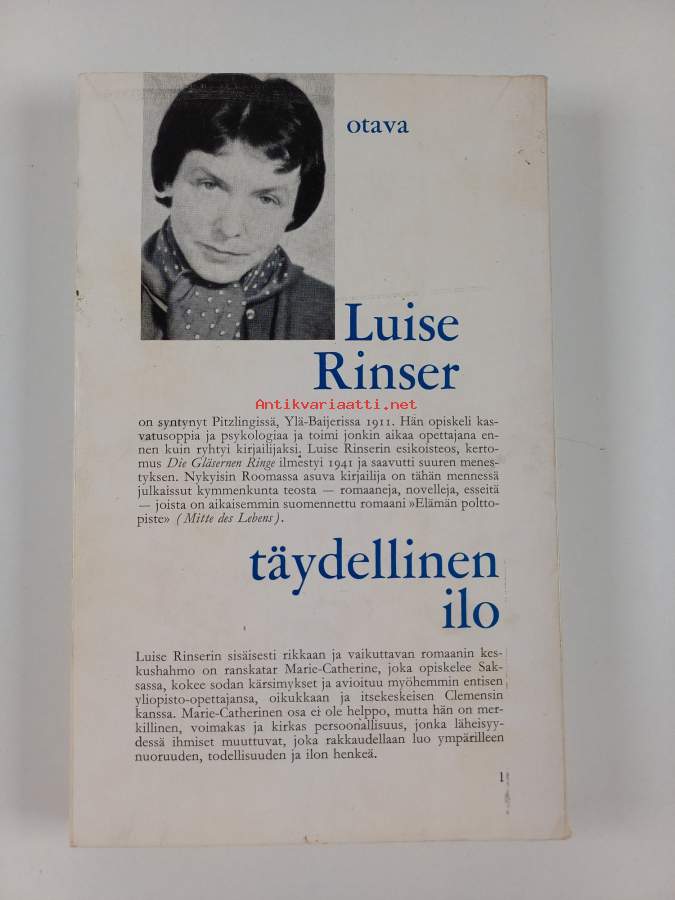 otava
Luise
Rinser
Antikvariaatti.net
on syntynyt Pitzlingissä, Ylä-Baijerissa 1911. Hän opiskeli kas-
vatusoppia ja psykologiaa ja toimi jonkin aikaa opettajana en-
nen kuin ryhtyi kirjailijaksi. Luise Rinserin esikoisteos, kerto-
mus Die Gläsernen Ringe ilmestyi 1941 ja saavutti suuren menes-
tyksen. Nykyisin Roomassa asuva kirjailija on tähän mennessä
julkaissut kymmenkunta teosta — romaaneja, novelleja, esseitä
— joista on aikaisemmin suomennettu romaani »Elämän poltto-
piste» (Mitte des Lebens).
täydellinen
ilo
Luise Rinserin sisäisesti rikkaan ja vaikuttavan romaanin kes-
kushahmo on ranskatar Marie-Catherine, joka opiskelee Sak-
sassa, kokee sodan kärsimykset ja avioituu myöhemmin entisen
yliopisto-opettajansa, oikukkaan ja itsekeskeisen Clemensin
kanssa. Marie-Catherinen osa ei ole helppo, mutta hän on mer-
killinen, voimakas ja kirkas persoonallisuus, jonka läheisyy-
dessä ihmiset muuttuvat, joka rakkaudellaan luo ympärilleen
nuoruuden, todellisuuden ja ilon henkeä.
1